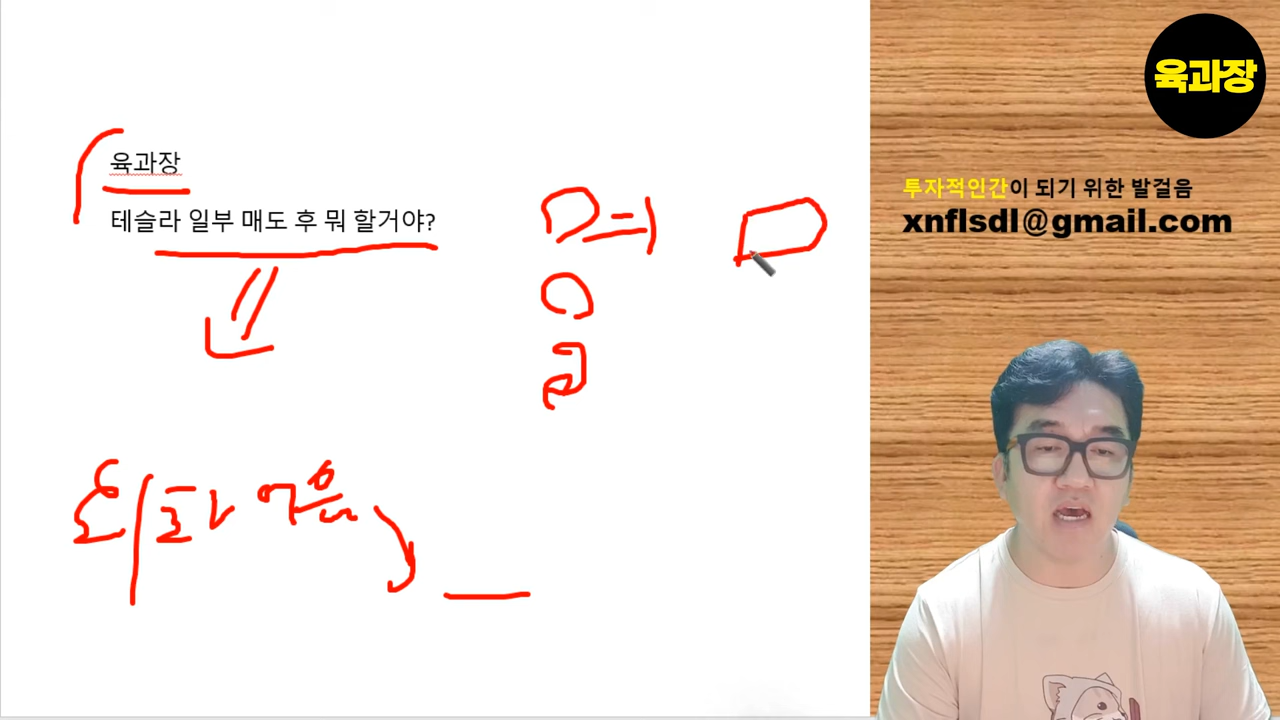 육과장
테슬라 일부 매도 후 뭐 할거야?
육과장
투자적인간이 되기 위한 발걸음
xnflsdl@gmail.com